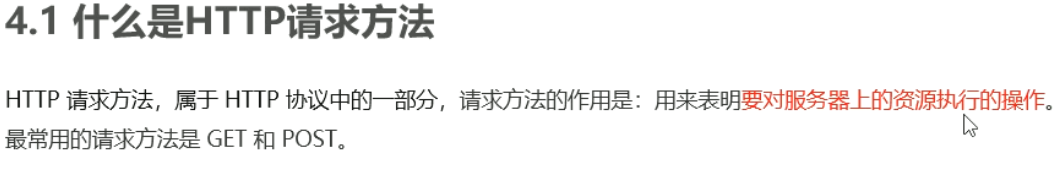 4.1 什么是HTTP请求方法
HTTP 请求方法，属于 HTTP 协议中的一部分，请求方法的作用是：用来表明要对服务器上的资源执行的操作。
最常用的请求方法是 GET 和 POST。